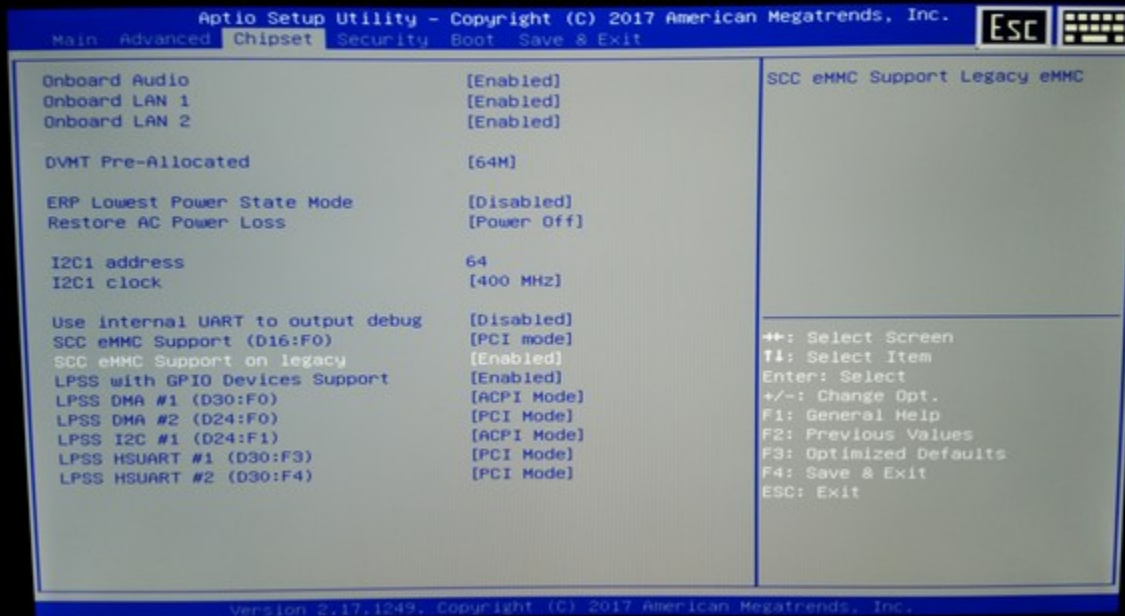 Aptio Setup Utility – Copyright (C) 2017 American Megatrends, Inc.
Esc
Main Advanced Chipset Security Boot Save & Exit
Onboard Audio [Enabled]
Onboard LAN 1 [Enabled]
Onboard LAN 2 [Enabled]
DVMT Pre-Allocated [64M]
ERP Lowest Power State Mode [Disabled]
Restore AC Power Loss [Power Off]
I2C1 address 64
I2C1 clock [400 MHz]
Use internal UART to output debug [Disabled]
SCC eMMC Support (D16:F0) [PCI mode]
SCC eMMC Support on legacy [Enabled]
LPSS with GPIO Devices Support [Enabled]
LPSS DMA #1 (D30:F0) [ACPI Mode]
LPSS DMA #2 (D24:F0) [PCI Mode]
LPSS I2C #1 (D24:F1) [ACPI Mode]
LPSS HSUART #1 (D30:F3) [PCI Mode]
LPSS HSUART #2 (D30:F4) [PCI Mode]
SCC eMMC Support Legacy eMMC
→←: Select Screen
↑↓: Select Item
Enter: Select
+/-: Change Opt.
F1: General Help
F2: Previous Values
F3: Optimized Defaults
F4: Save & Exit
ESC: Exit
Version 2.17.1249. Copyright (C) 2017 American Megatrends, Inc.